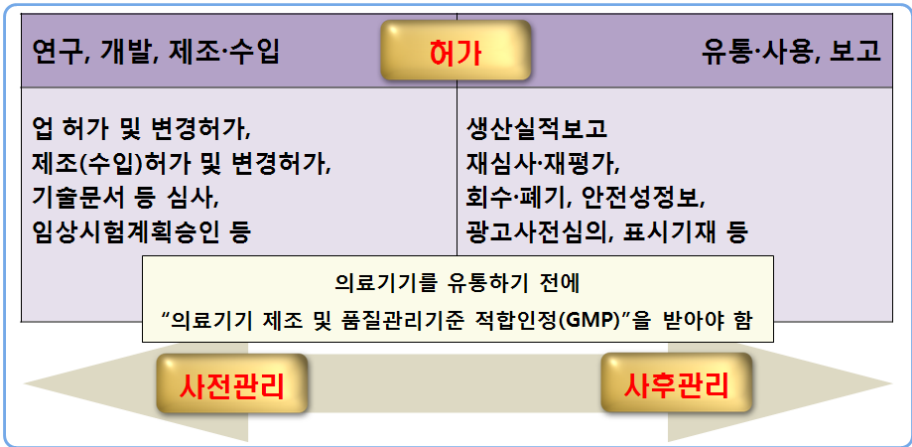 연구, 개발, 제조·수입
허가
유통·사용, 보고
업 허가 및 변경허가,
제조(수입)허가 및 변경허가,
기술문서 등 심사,
임상시험계획승인 등
생산실적보고
재심사·재평가,
회수·폐기, 안전성정보,
광고사전심의, 표시기재 등
의료기기를 유통하기 전에
“의료기기 제조 및 품질관리기준 적합인정(GMP)”을 받아야 함
사전관리
사후관리